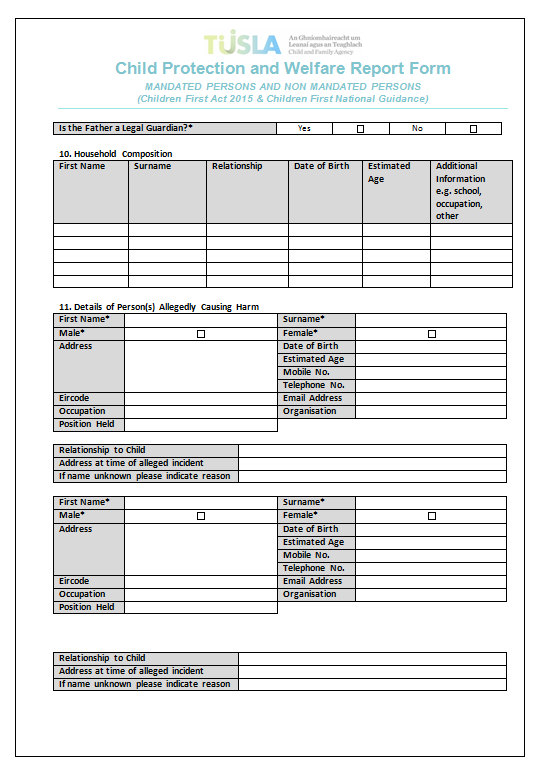 TUSLA
An Ghníomhaireacht um
Leanaí agus an Teaghlach
Child and Family Agency
Child Protection and Welfare Report Form
MANDATED PERSONS AND NON MANDATED PERSONS
(Children First Act 2015 & Children First National Guidance)
Is the Father a Legal Guardian?* Yes No
10. Household Composition
First Name Surname Relationship Date of Birth Estimated Additional
Age Information
e.g. school,
occupation,
other
11. Details of Person(s) Allegedly Causing Harm
First Name* Surname*
Male* Female*
Address Date of Birth
Estimated Age
Mobile No.
Telephone No.
Eircode Email Address
Occupation Organisation
Position Held
Relationship to Child
Address at time of alleged incident
If name unknown please indicate reason
First Name* Surname*
Male* Female*
Address Date of Birth
Estimated Age
Mobile No.
Telephone No.
Eircode Email Address
Occupation Organisation
Position Held
Relationship to Child
Address at time of alleged incident
If name unknown please indicate reason